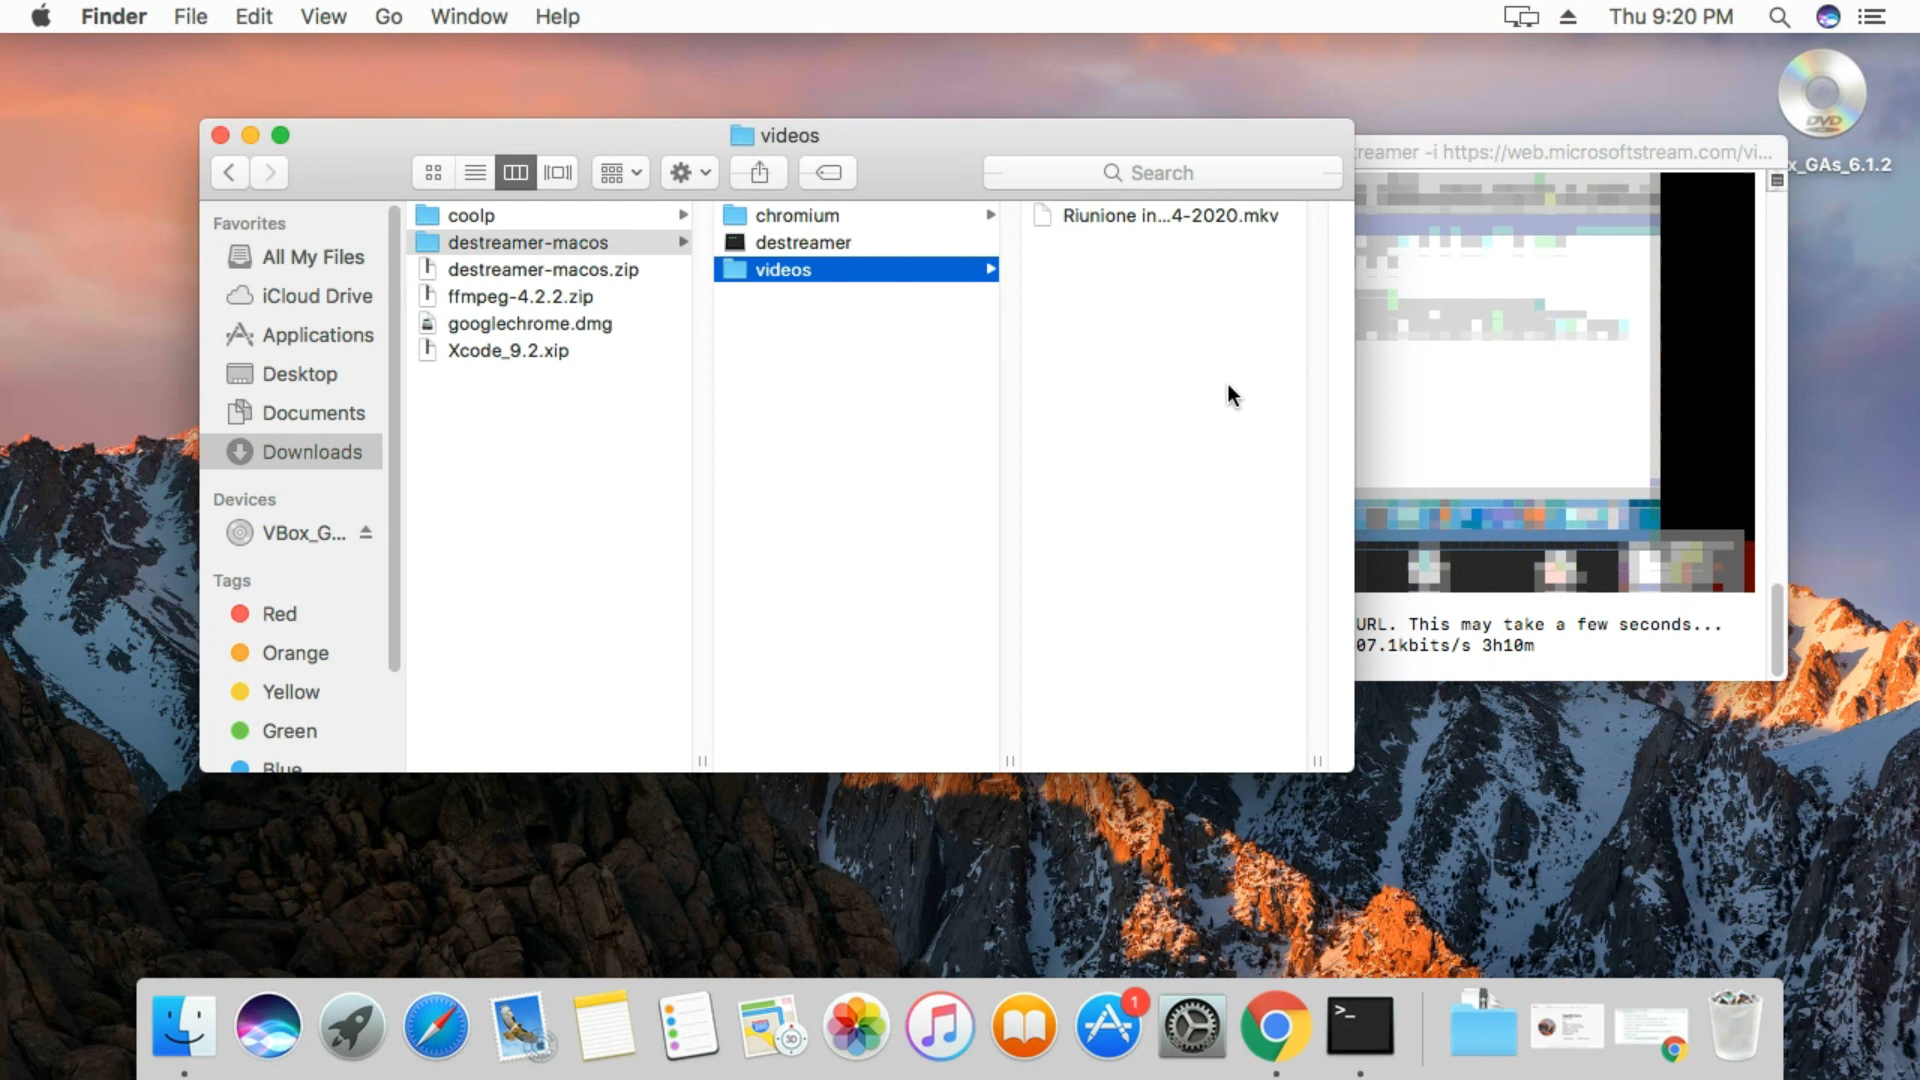 Finder File Edit View Go Window Help Thu 9:20 PM
DVD
x_GAs_6.1.2
videos
Search
reamer -i https://web.microsoftstream.com/vi...
Favorites
All My Files
iCloud Drive
Applications
Desktop
Documents
Downloads
Devices
VBox_G...
Tags
Red
Orange
Yellow
Green
Blue
coolp
destreamer-macos
destreamer-macos.zip
ffmpeg-4.2.2.zip
googlechrome.dmg
Xcode_9.2.xip
chromium
destreamer
videos
Riunione in...4-2020.mkv
URL. This may take a few seconds...
07.1kbits/s 3h10m
3D
1
>_